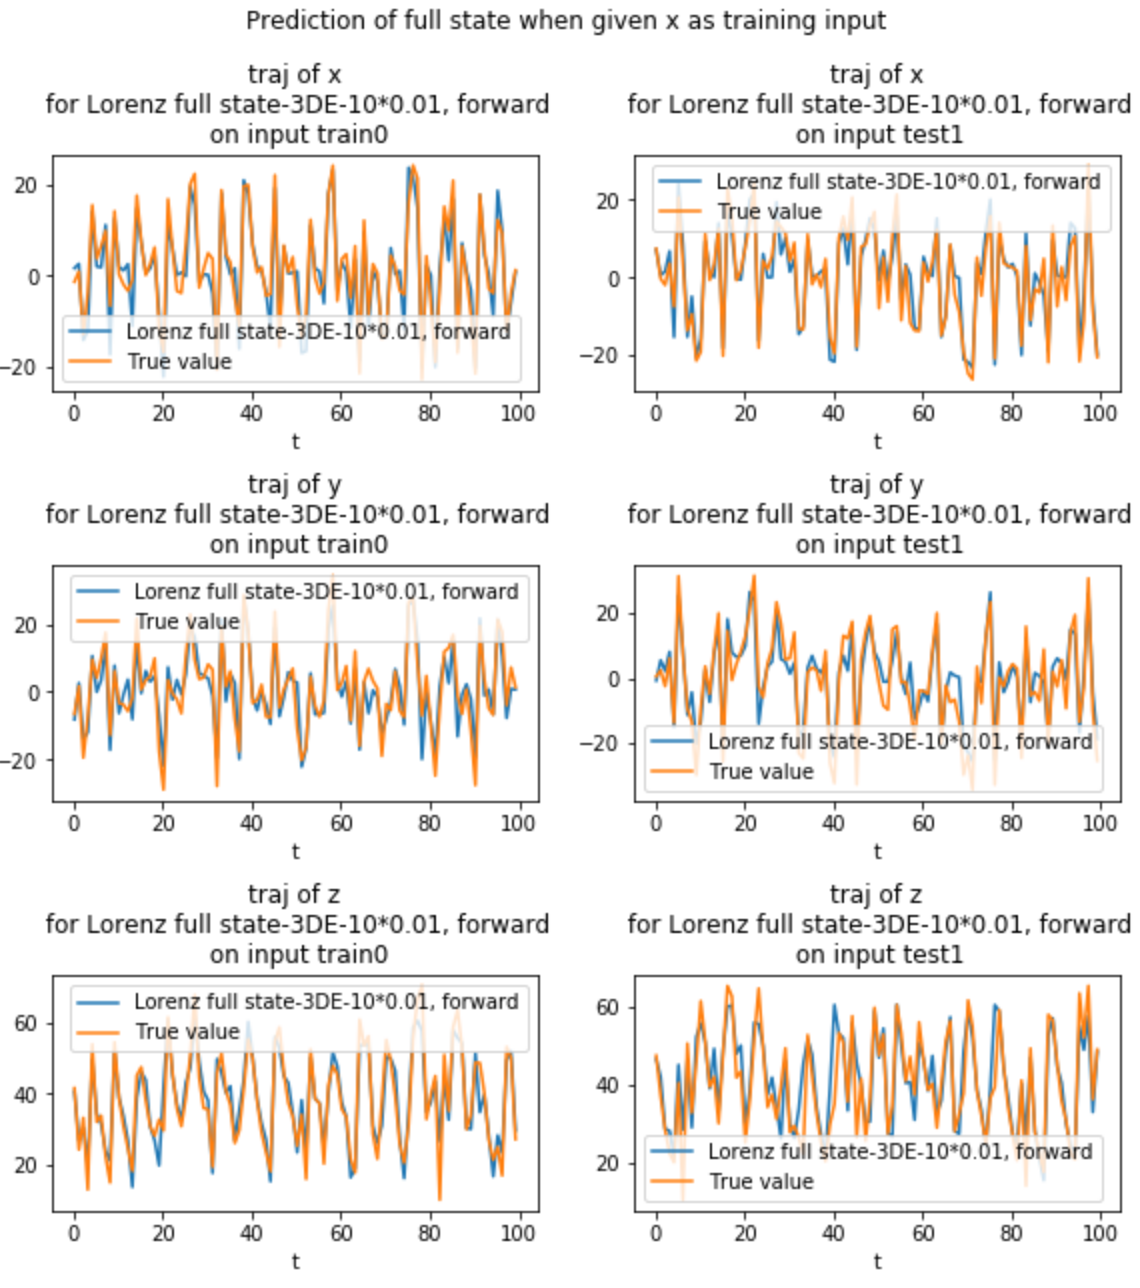 Prediction of full state when given x as training input
traj of x
for Lorenz full state-3DE-10*0.01, forward
on input train0
20
0
−20
Lorenz full state-3DE-10*0.01, forward
True value
0 20 40 60 80 100
t
traj of x
for Lorenz full state-3DE-10*0.01, forward
on input test1
20
0
−20
Lorenz full state-3DE-10*0.01, forward
True value
0 20 40 60 80 100
t
traj of y
for Lorenz full state-3DE-10*0.01, forward
on input train0
Lorenz full state-3DE-10*0.01, forward
True value
20
0
−20
0 20 40 60 80 100
t
traj of y
for Lorenz full state-3DE-10*0.01, forward
on input test1
20
0
−20
Lorenz full state-3DE-10*0.01, forward
True value
0 20 40 60 80 100
t
traj of z
for Lorenz full state-3DE-10*0.01, forward
on input train0
Lorenz full state-3DE-10*0.01, forward
True value
60
40
20
0 20 40 60 80 100
t
traj of z
for Lorenz full state-3DE-10*0.01, forward
on input test1
60
40
20
Lorenz full state-3DE-10*0.01, forward
True value
0 20 40 60 80 100
t